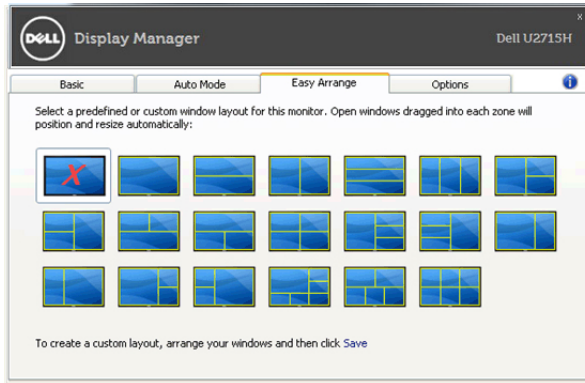 DELL Display Manager Dell U2715H x
Basic Auto Mode Easy Arrange Options i
Select a predefined or custom window layout for this monitor. Open windows dragged into each zone will
position and resize automatically:
X
To create a custom layout, arrange your windows and then click Save